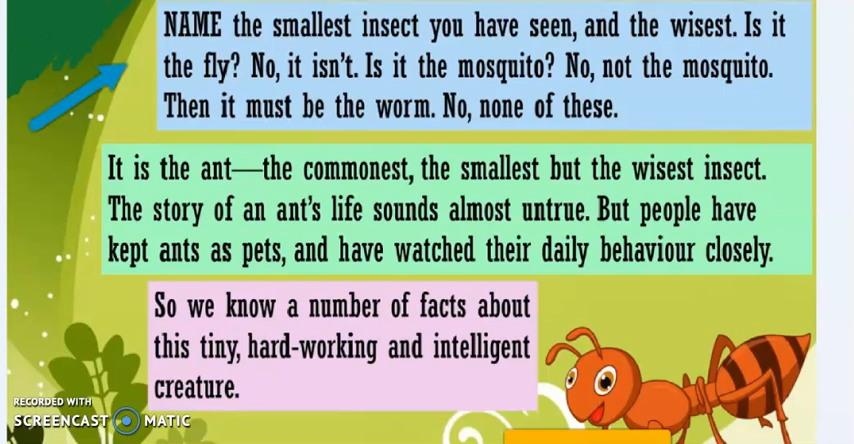 NAME the smallest insect you have seen, and the wisest. Is it
the fly? No, it isn't. Is it the mosquito? No, not the mosquito.
Then it must be the worm. No, none of these.
It is the ant—the commonest, the smallest but the wisest insect.
The story of an ant's life sounds almost untrue. But people have
kept ants as pets, and have watched their daily behaviour closely.
So we know a number of facts about
this tiny, hard-working and intelligent
creature.
RECORDED WITH
SCREENCAST MATIC